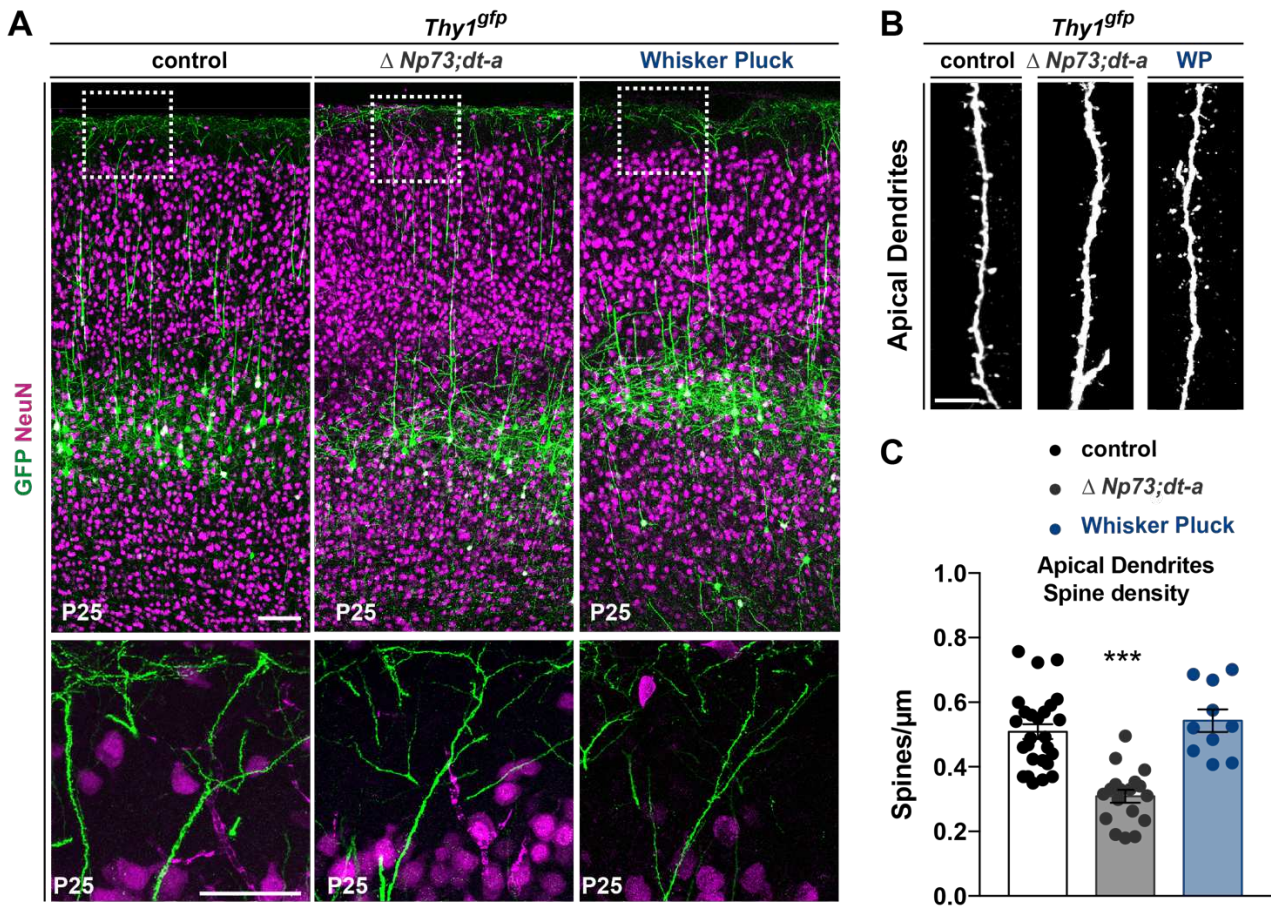 A
Thy1gfp
control
Δ Np73;dt-a
Whisker Pluck
GFP NeuN
P25
P25
P25
P25
P25
P25
B
Thy1gfp
control Δ Np73;dt-a WP
Apical Dendrites
C
control
Δ Np73;dt-a
Whisker Pluck
Apical Dendrites
Spine density
Spines/µm
1.0
0.8
0.6
0.4
0.2
0.0
***